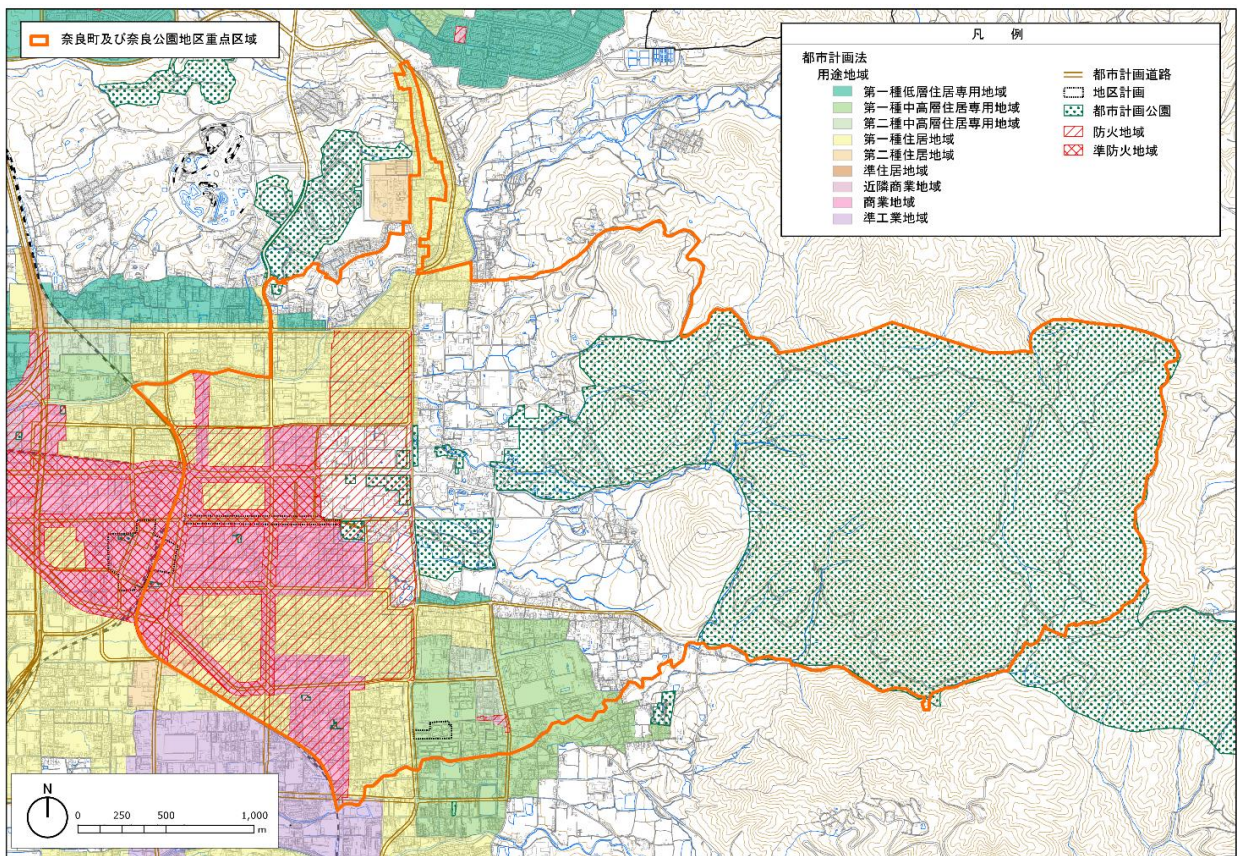 奈良町及び奈良公園地区重点区域
凡　例
都市計画法
用途地域
第一種低層住居専用地域
第一種中高層住居専用地域
第二種中高層住居専用地域
第一種住居地域
第二種住居地域
準住居地域
近隣商業地域
商業地域
準工業地域
都市計画道路
地区計画
都市計画公園
防火地域
準防火地域
N
0 250 500 1,000
m